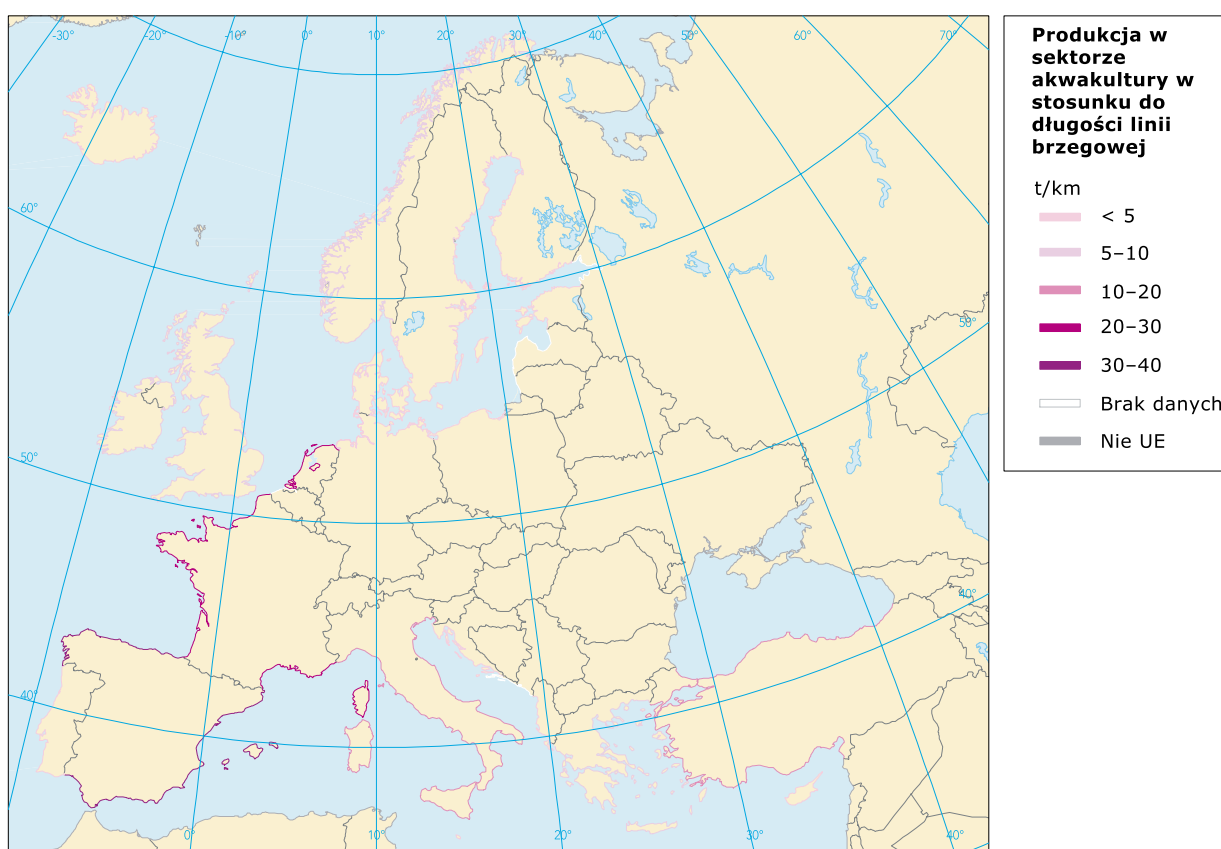 -30°
-20°
-10°
0°
10°
20°
30°
40°
50°
60°
70°
60°
50°
50°
40°
40°
0°
10°
20°
30°
40°
Produkcja w
sektorze
akwakultury w
stosunku do
długości linii
brzegowej
t/km
< 5
5–10
10–20
20–30
30–40
Brak danych
Nie UE